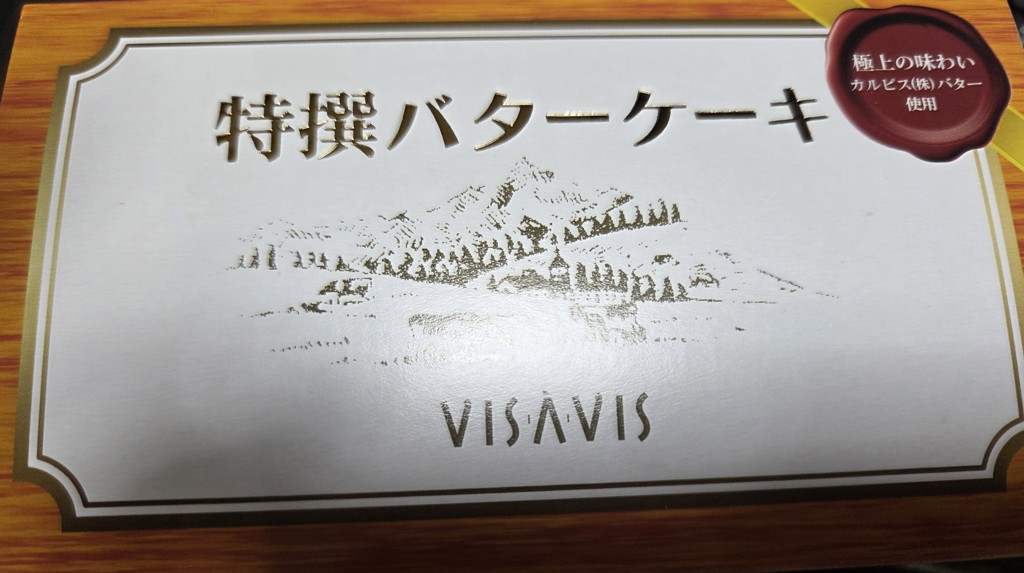 特撰バターケーキ
極上の味わい
カルピス(株)バター
使用
VIS·À·VIS